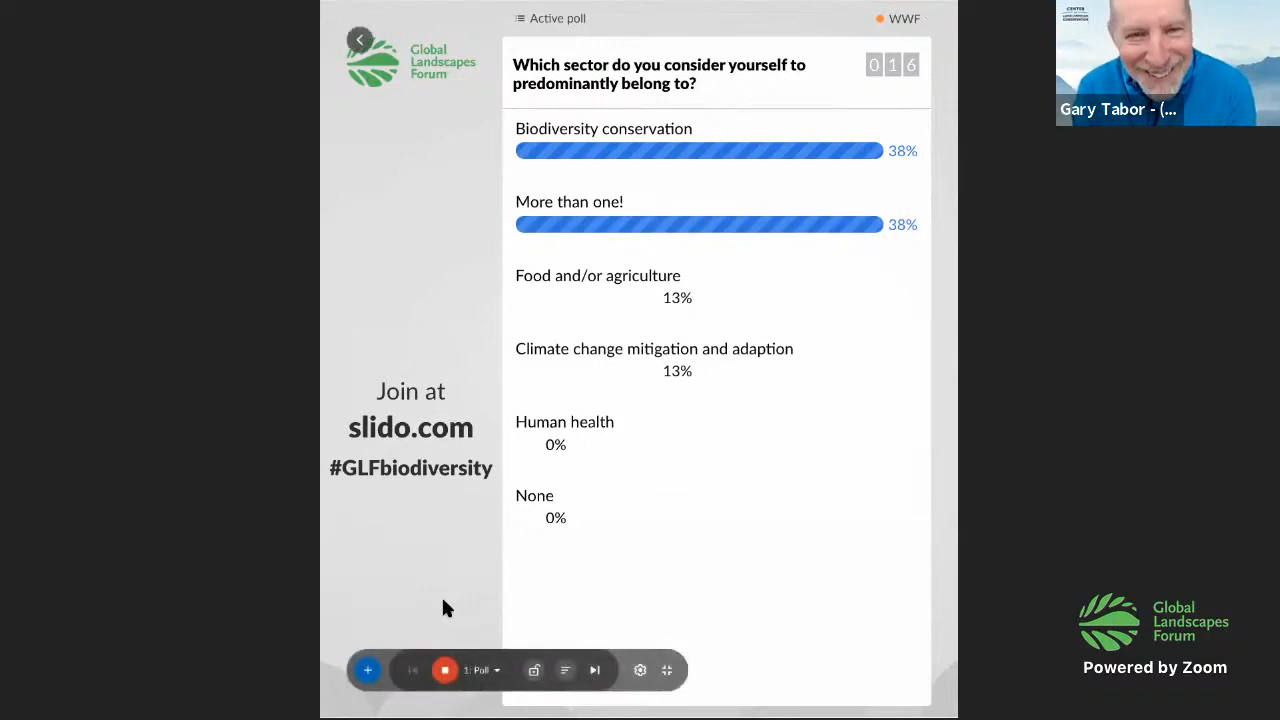 Active poll
WWF
Global
Landscapes
Forum
Which sector do you consider yourself to
predominantly belong to?
016
Biodiversity conservation
38%
More than one!
38%
Food and/or agriculture
13%
Climate change mitigation and adaption
13%
Human health
0%
None
0%
Join at
slido.com
#GLFbiodiversity
1: Poll
CENTER
Gary Tabor - (...
Global
Landscapes
Forum
Powered by Zoom